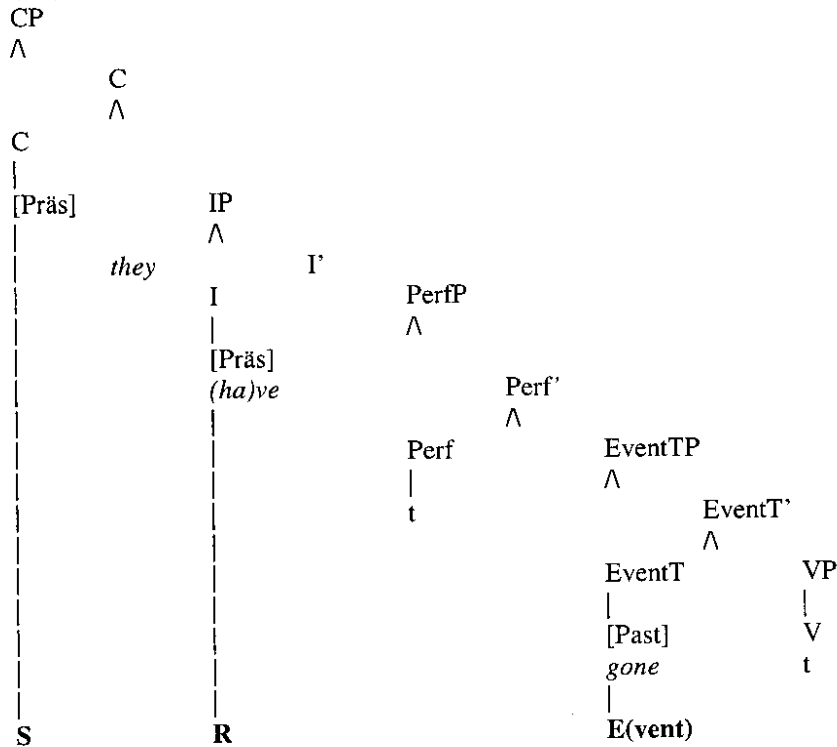 CP
C
C
[Präs] IP
they I'
I PerfP
[Präs]
(ha)ve Perf'
Perf EventTP
t EventT'
EventT VP
[Past] V
gone t
S R E(vent)